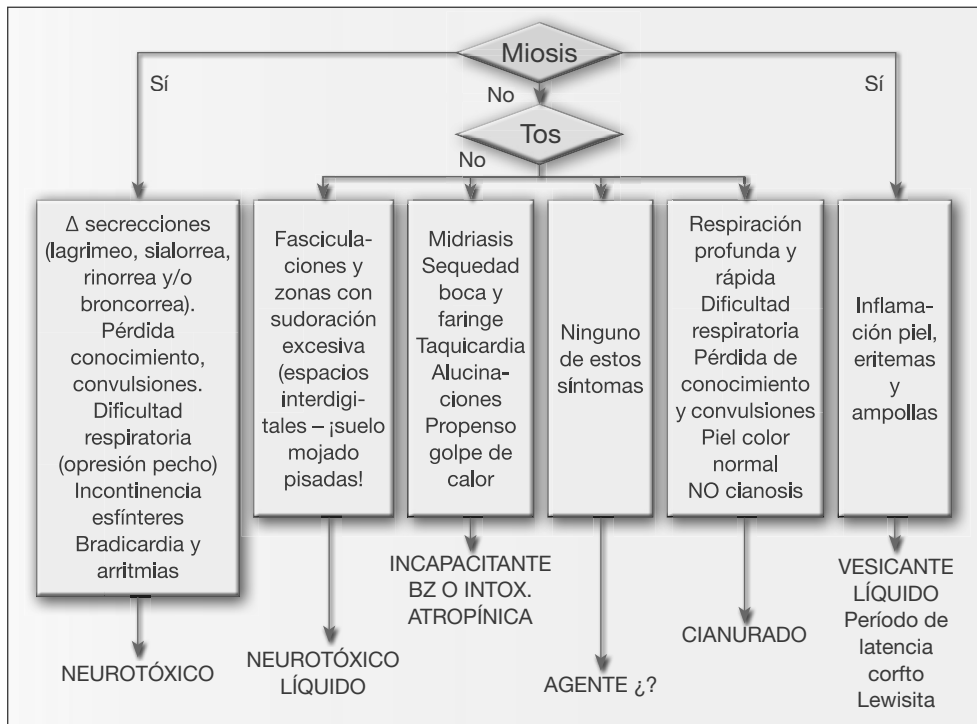 Miosis
Sí
No
Sí
Tos
No
Δ secrecciones
(lagrimeo, sialorrea,
rinorrea y/o
broncorrea).
Pérdida
conocimiento,
convulsiones.
Dificultad
respiratoria
(opresión pecho)
Incontinencia
esfínteres
Bradicardia y
arritmias
NEUROTÓXICO
Fascicula-
ciones y
zonas con
sudoración
excesiva
(espacios
interdigi-
tales – ¡suelo
mojado
pisadas!
NEUROTÓXICO
LÍQUIDO
Midriasis
Sequedad
boca y
faringe
Taquicardia
Alucina-
ciones
Propenso
golpe de
calor
INCAPACITANTE
BZ O INTOX.
ATROPÍNICA
Ninguno
de estos
síntomas
AGENTE ¿?
Respiración
profunda y
rápida
Dificultad
respiratoria
Pérdida de
conocimiento
y convulsiones
Piel color
normal
NO cianosis
CIANURADO
Inflama-
ción piel,
eritemas
y
ampollas
VESICANTE
LÍQUIDO
Período de
latencia
corfto
Lewisita